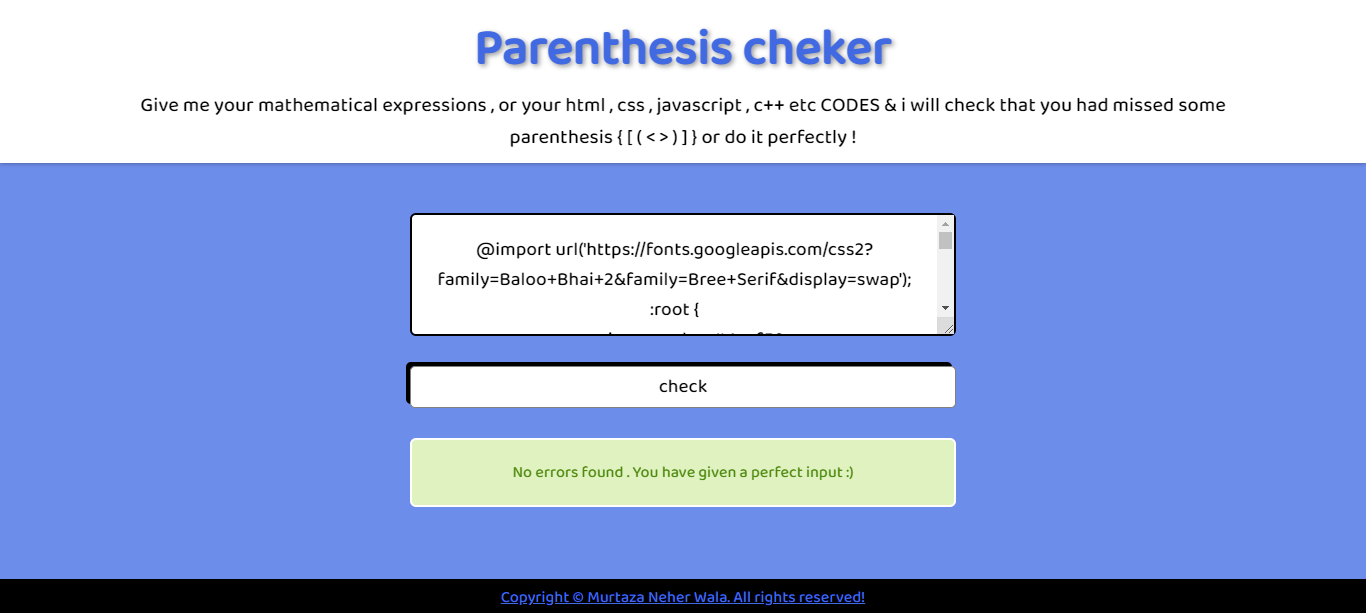 Parenthesis cheker
Give me your mathematical expressions , or your html , css , javascript , c++ etc CODES & i will check that you had missed some
parenthesis { [ ( < > ) ] } or do it perfectly !
@import url('https://fonts.googleapis.com/css2?
family=Baloo+Bhai+2&family=Bree+Serif&display=swap');
:root {
check
No errors found . You have given a perfect input :)
Copyright © Murtaza Neher Wala. All rights reserved!